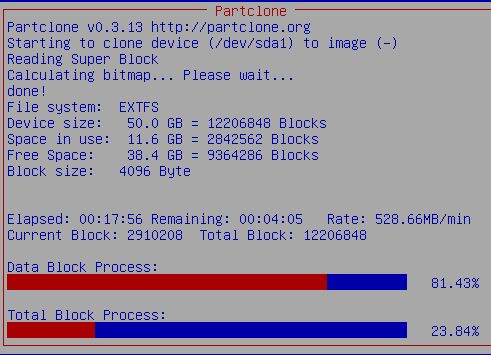 Partclone
Partclone v0.3.13 http://partclone.org
Starting to clone device (/dev/sda1) to image (-)
Reading Super Block
Calculating bitmap... Please wait...
done!
File system:  EXTFS
Device size:   50.0 GB = 12206848 Blocks
Space in use:  11.6 GB = 2842562 Blocks
Free Space:    38.4 GB = 9364286 Blocks
Block size:   4096 Byte
Elapsed: 00:17:56 Remaining: 00:04:05   Rate: 528.66MB/min
Current Block: 2910208  Total Block: 12206848
Data Block Process:
81.43%
Total Block Process:
23.84%